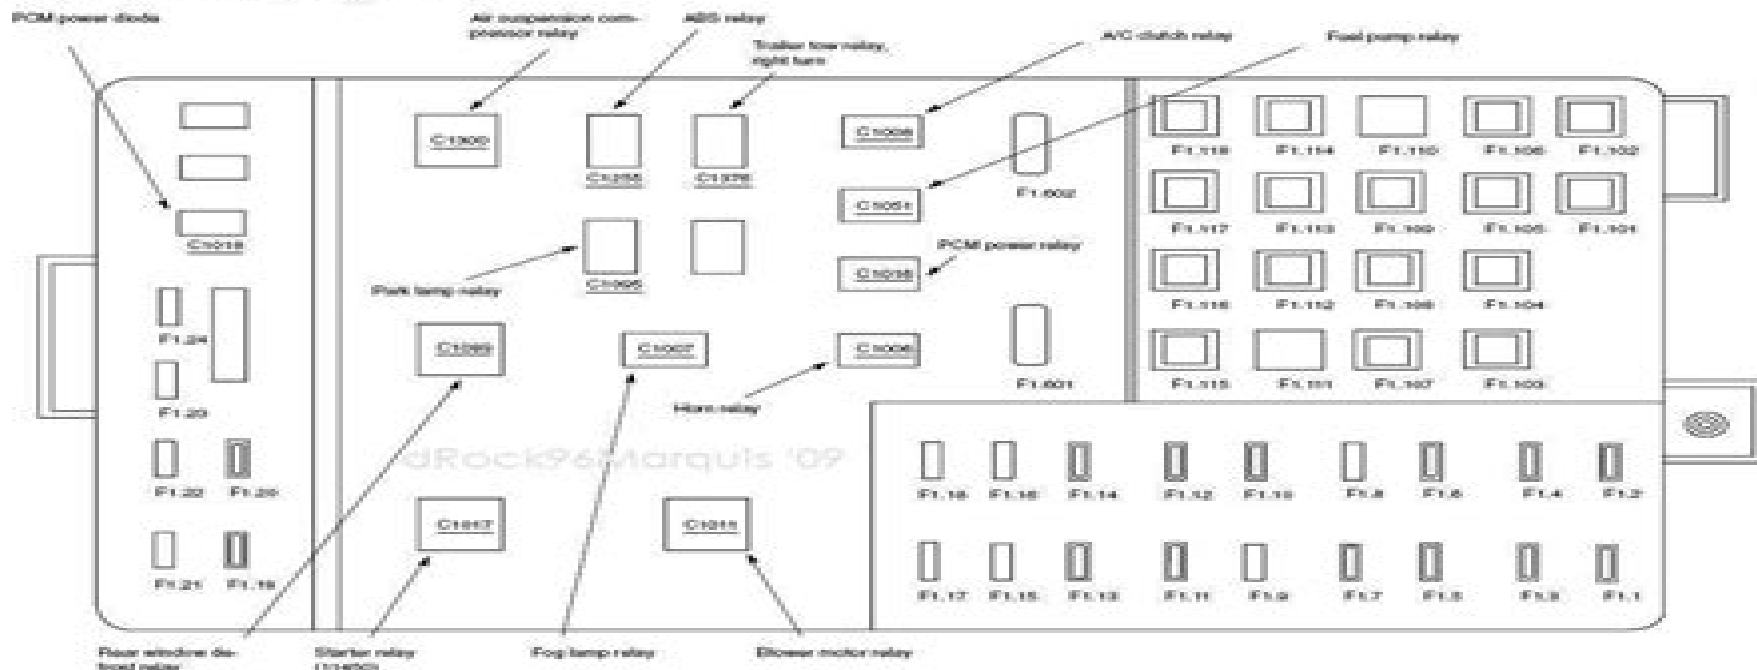 PCM power diode
Air suspension com-
pressor relay
ABS relay
Trailer tow relay,
right turn
A/C clutch relay
Fuel pump relay
C1008
F1.118
F1.114
F1.110
F1.106
F1.102
C1051
F1.602
F1.117
F1.113
F1.109
F1.105
F1.101
PCM power relay
Park lamp relay
F1.116
F1.112
F1.108
F1.104
F1.24
C1007
F1.601
F1.115
F1.111
F1.107
F1.103
F1.23
Horn relay
dRock96Marquis '09
F1.22
F1.20
F1.18
F1.16
F1.14
F1.12
F1.10
F1.8
F1.6
F1.4
F1.2
C1017
C1011
F1.21
F1.19
F1.17
F1.15
F1.13
F1.11
F1.9
F1.7
F1.5
F1.3
F1.1
Rear window de-
frost relay
Starter relay
(11450)
Fog lamp relay
Blower motor relay